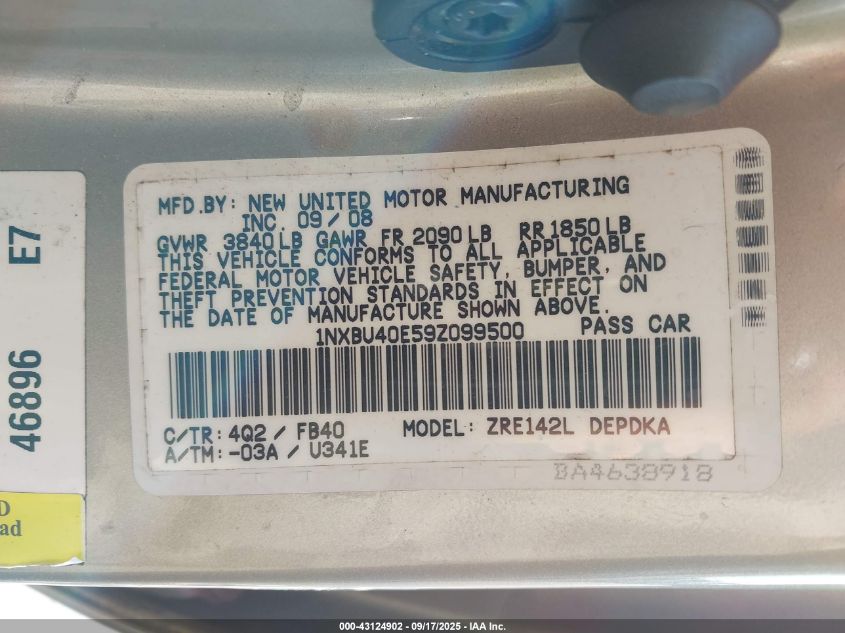 MFD.BY: NEW UNITED MOTOR MANUFACTURING
INC. 09/08
GVWR 3840LB GAWR FR 2090LB RR1850LB
THIS VEHICLE CONFORMS TO ALL APPLICABLE
FEDERAL MOTOR VEHICLE SAFETY, BUMPER, AND
THEFT PREVENTION STANDARDS IN EFFECT ON
THE DATE OF MANUFACTURE SHOWN ABOVE.
1NXBU40E59Z099500 PASS CAR
C/TR: 4Q2 / FB40 MODEL: ZRE142L DEPDKA
A/TM: -03A / U341E
BA4638918
46896 E7
D
ad
000-43124902 - 09/17/2025 - IAA Inc.